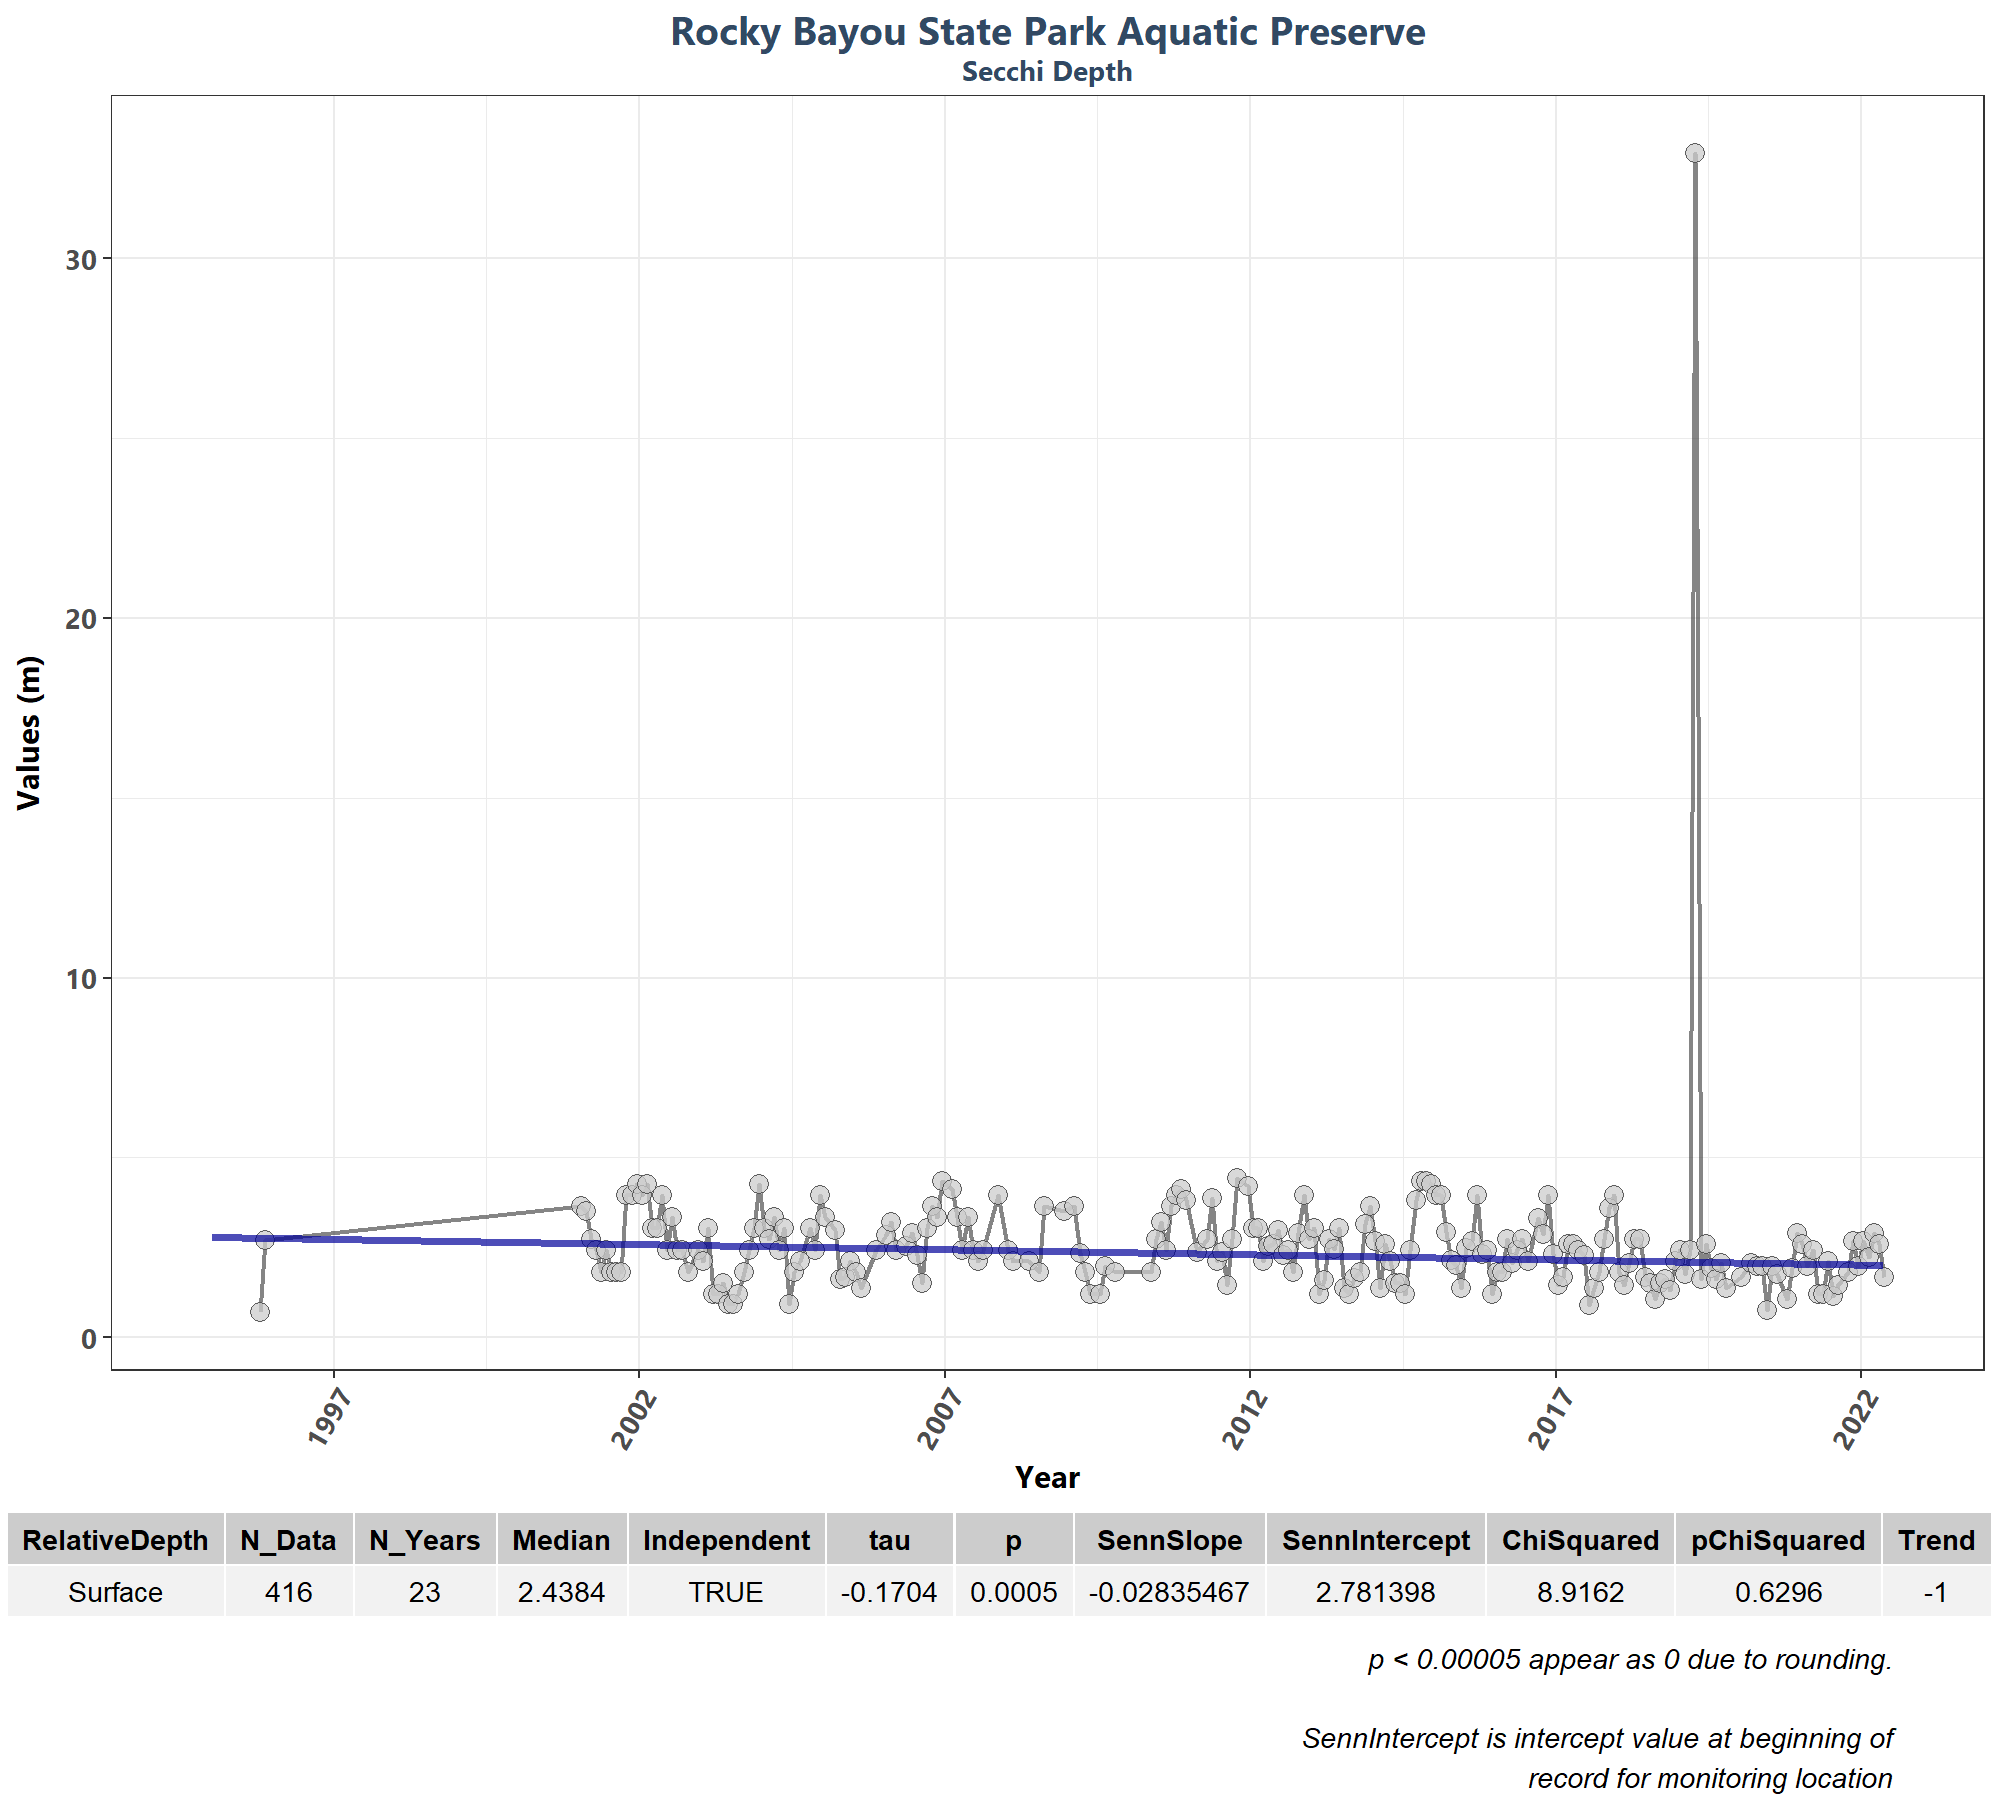 Rocky Bayou State Park Aquatic Preserve
Secchi Depth
Values (m)
30
20
10
0
1997 2002 2007 2012 2017 2022
Year
RelativeDepth N_Data N_Years Median Independent tau p SennSlope SennIntercept ChiSquared pChiSquared Trend
Surface 416 23 2.4384 TRUE -0.1704 0.0005 -0.02835467 2.781398 8.9162 0.6296 -1
p < 0.00005 appear as 0 due to rounding.
SennIntercept is intercept value at beginning of
record for monitoring location